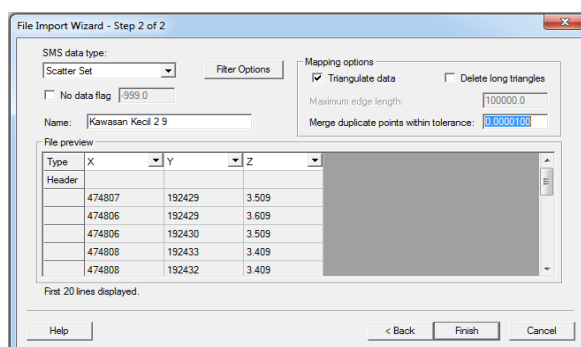 File Import Wizard - Step 2 of 2
SMS data type:
Scatter Set
Filter Options
No data flag
-999.0
Name:
Kawasan Kecil 2 9
Mapping options
Triangulate data
Delete long triangles
Maximum edge length:
100000.0
Merge duplicate points within tolerance:
0.0000100
File preview
Type X Y Z
Header
474807 192429 3.509
474806 192429 3.609
474806 192430 3.509
474808 192433 3.409
474808 192432 3.409
First 20 lines displayed.
Help
< Back
Finish
Cancel